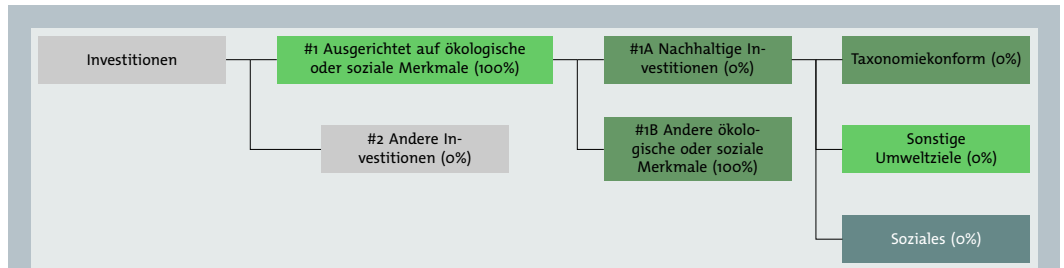 Investitionen
#1 Ausgerichtet auf ökologische
oder soziale Merkmale (100%)
#2 Andere In-
vestitionen (0%)
#1A Nachhaltige In-
vestitionen (0%)
#1B Andere ökolo-
gische oder soziale
Merkmale (100%)
Taxonomiekonform (0%)
Sonstige
Umweltziele (0%)
Soziales (0%)